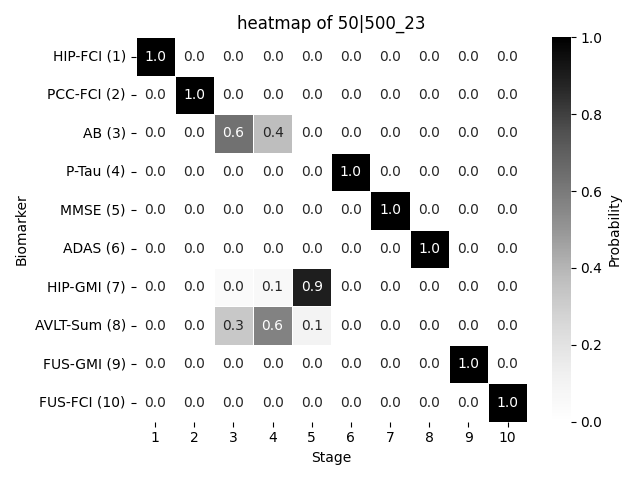 heatmap of 50|500_23
HIP-FCI (1) 1.0 0.0 0.0 0.0 0.0 0.0 0.0 0.0 0.0 0.0
PCC-FCI (2) 0.0 1.0 0.0 0.0 0.0 0.0 0.0 0.0 0.0 0.0
AB (3) 0.0 0.0 0.6 0.4 0.0 0.0 0.0 0.0 0.0 0.0
P-Tau (4) 0.0 0.0 0.0 0.0 0.0 1.0 0.0 0.0 0.0 0.0
MMSE (5) 0.0 0.0 0.0 0.0 0.0 0.0 1.0 0.0 0.0 0.0
ADAS (6) 0.0 0.0 0.0 0.0 0.0 0.0 0.0 1.0 0.0 0.0
HIP-GMI (7) 0.0 0.0 0.0 0.1 0.9 0.0 0.0 0.0 0.0 0.0
AVLT-Sum (8) 0.0 0.0 0.3 0.6 0.1 0.0 0.0 0.0 0.0 0.0
FUS-GMI (9) 0.0 0.0 0.0 0.0 0.0 0.0 0.0 0.0 1.0 0.0
FUS-FCI (10) 0.0 0.0 0.0 0.0 0.0 0.0 0.0 0.0 0.0 1.0
1 2 3 4 5 6 7 8 9 10
Stage
Biomarker
1.0
0.8
0.6
0.4
0.2
0.0
Probability